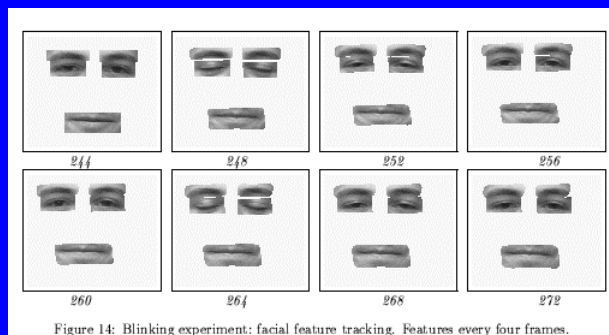 244 248 252 256
260 264 268 272
Figure 14: Blinking experiment: facial feature tracking. Features every four frames.